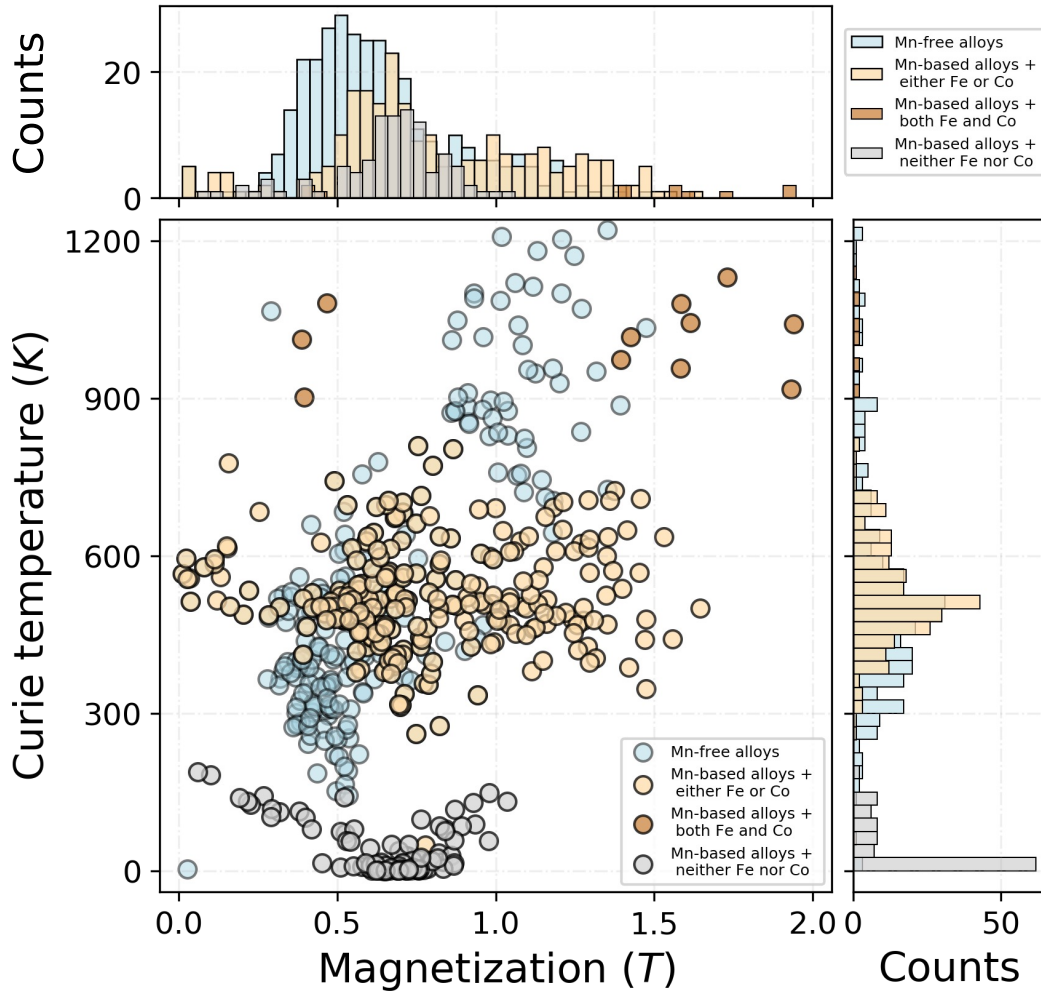 Counts
20
0
Mn-free alloys
Mn-based alloys +
either Fe or Co
Mn-based alloys +
both Fe and Co
Mn-based alloys +
neither Fe nor Co
Curie temperature (K)
1200
900
600
300
0
Mn-free alloys
Mn-based alloys +
either Fe or Co
Mn-based alloys +
both Fe and Co
Mn-based alloys +
neither Fe nor Co
0.0 0.5 1.0 1.5 2.0
Magnetization (T)
0 50
Counts